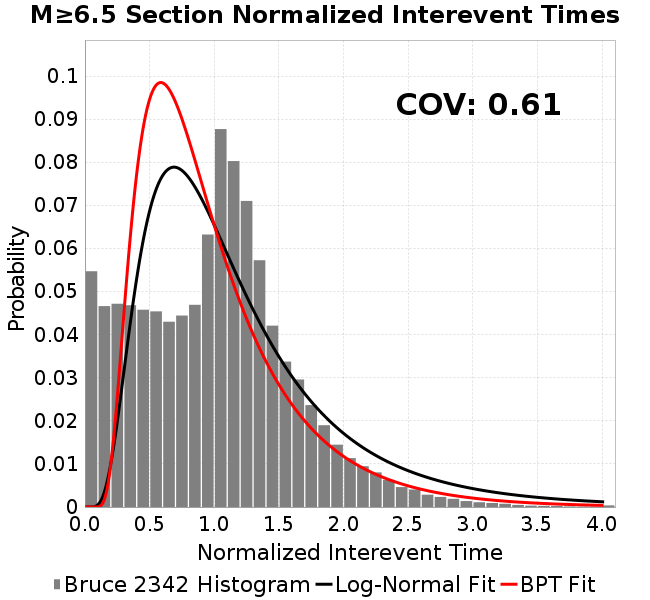 M≥6.5 Section Normalized Interevent Times
COV: 0.61
Probability
0.1
0.09
0.08
0.07
0.06
0.05
0.04
0.03
0.02
0.01
0
0.0 0.5 1.0 1.5 2.0 2.5 3.0 3.5 4.0
Normalized Interevent Time
Bruce 2342 Histogram Log-Normal Fit BPT Fit